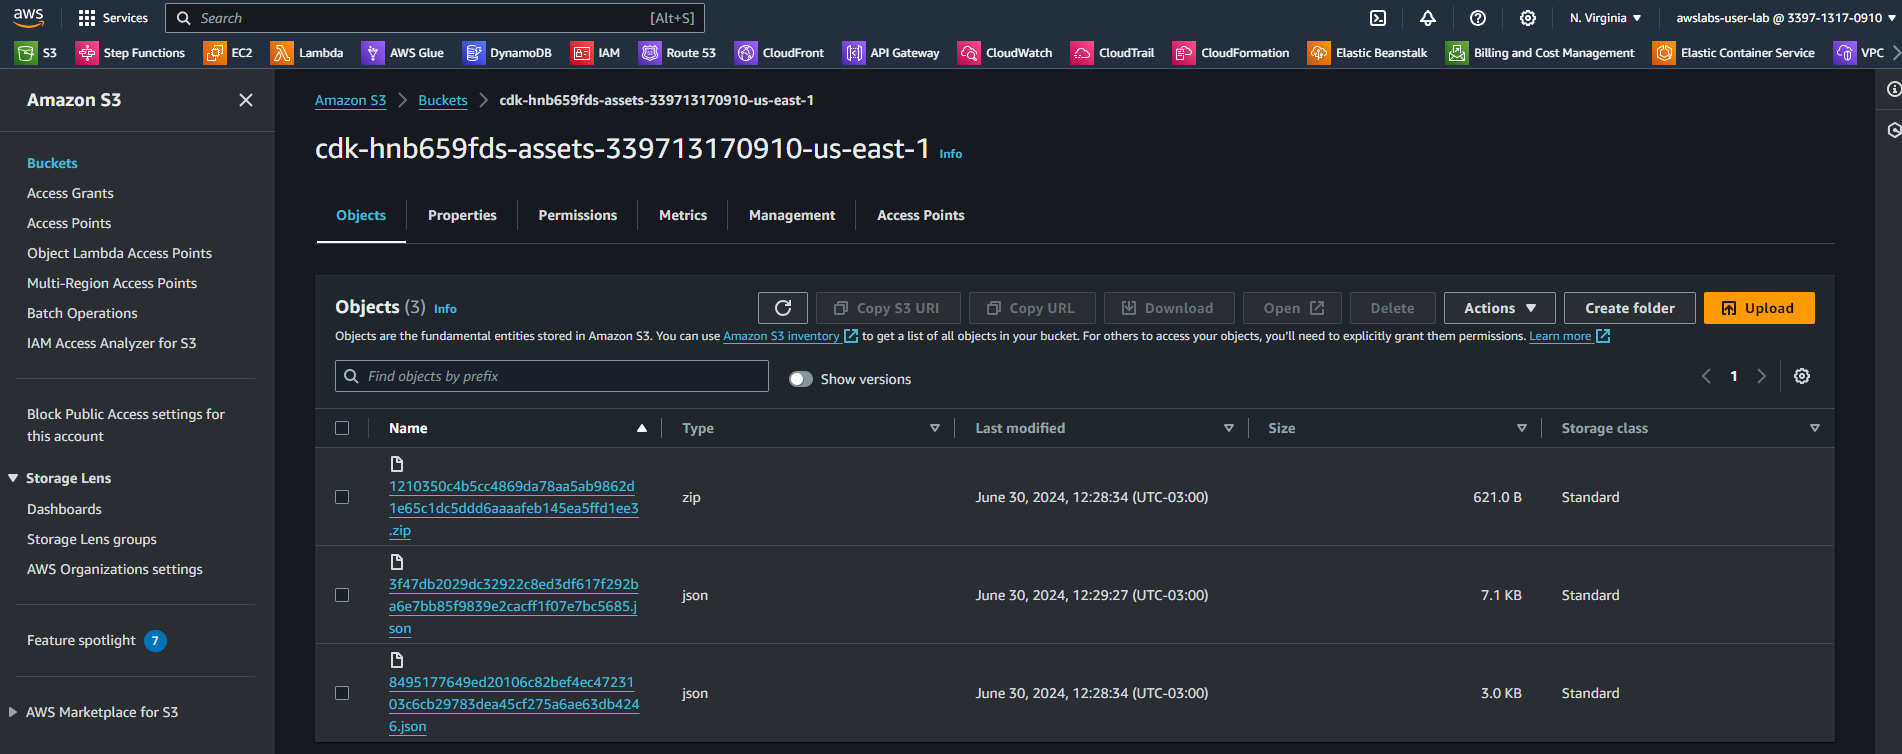 aws
Services
Search
[Alt+S]
N. Virginia
awslabs-user-lab @ 3397-1317-0910
S3
Step Functions
EC2
Lambda
AWS Glue
DynamoDB
IAM
Route 53
CloudFront
API Gateway
CloudWatch
CloudTrail
CloudFormation
Elastic Beanstalk
Billing and Cost Management
Elastic Container Service
VPC
Amazon S3
Buckets
Access Grants
Access Points
Object Lambda Access Points
Multi-Region Access Points
Batch Operations
IAM Access Analyzer for S3
Block Public Access settings for
this account
Storage Lens
Dashboards
Storage Lens groups
AWS Organizations settings
Feature spotlight 7
AWS Marketplace for S3
Amazon S3 > Buckets > cdk-hnb659fds-assets-339713170910-us-east-1
cdk-hnb659fds-assets-339713170910-us-east-1 Info
Objects
Properties
Permissions
Metrics
Management
Access Points
Objects (3) Info
Copy S3 URI
Copy URL
Download
Open
Delete
Actions
Create folder
Upload
Objects are the fundamental entities stored in Amazon S3. You can use Amazon S3 inventory to get a list of all objects in your bucket. For others to access your objects, you'll need to explicitly grant them permissions. Learn more
Find objects by prefix
Show versions
1
Name
Type
Last modified
Size
Storage class
1210350c4b5cc4869da78aa5ab9862d
1e65c1dc5ddd6aaaafeb145ea5ffd1ee3
.zip
zip
June 30, 2024, 12:28:34 (UTC-03:00)
621.0 B
Standard
3f47db2029dc32922c8ed3df617f292b
a6e7bb85f9839e2cacff1f07e7bc5685.j
son
json
June 30, 2024, 12:29:27 (UTC-03:00)
7.1 KB
Standard
8495177649ed20106c82bef4ec47231
03c6cb29783dea45cf275a6ae63db424
6.json
json
June 30, 2024, 12:28:34 (UTC-03:00)
3.0 KB
Standard